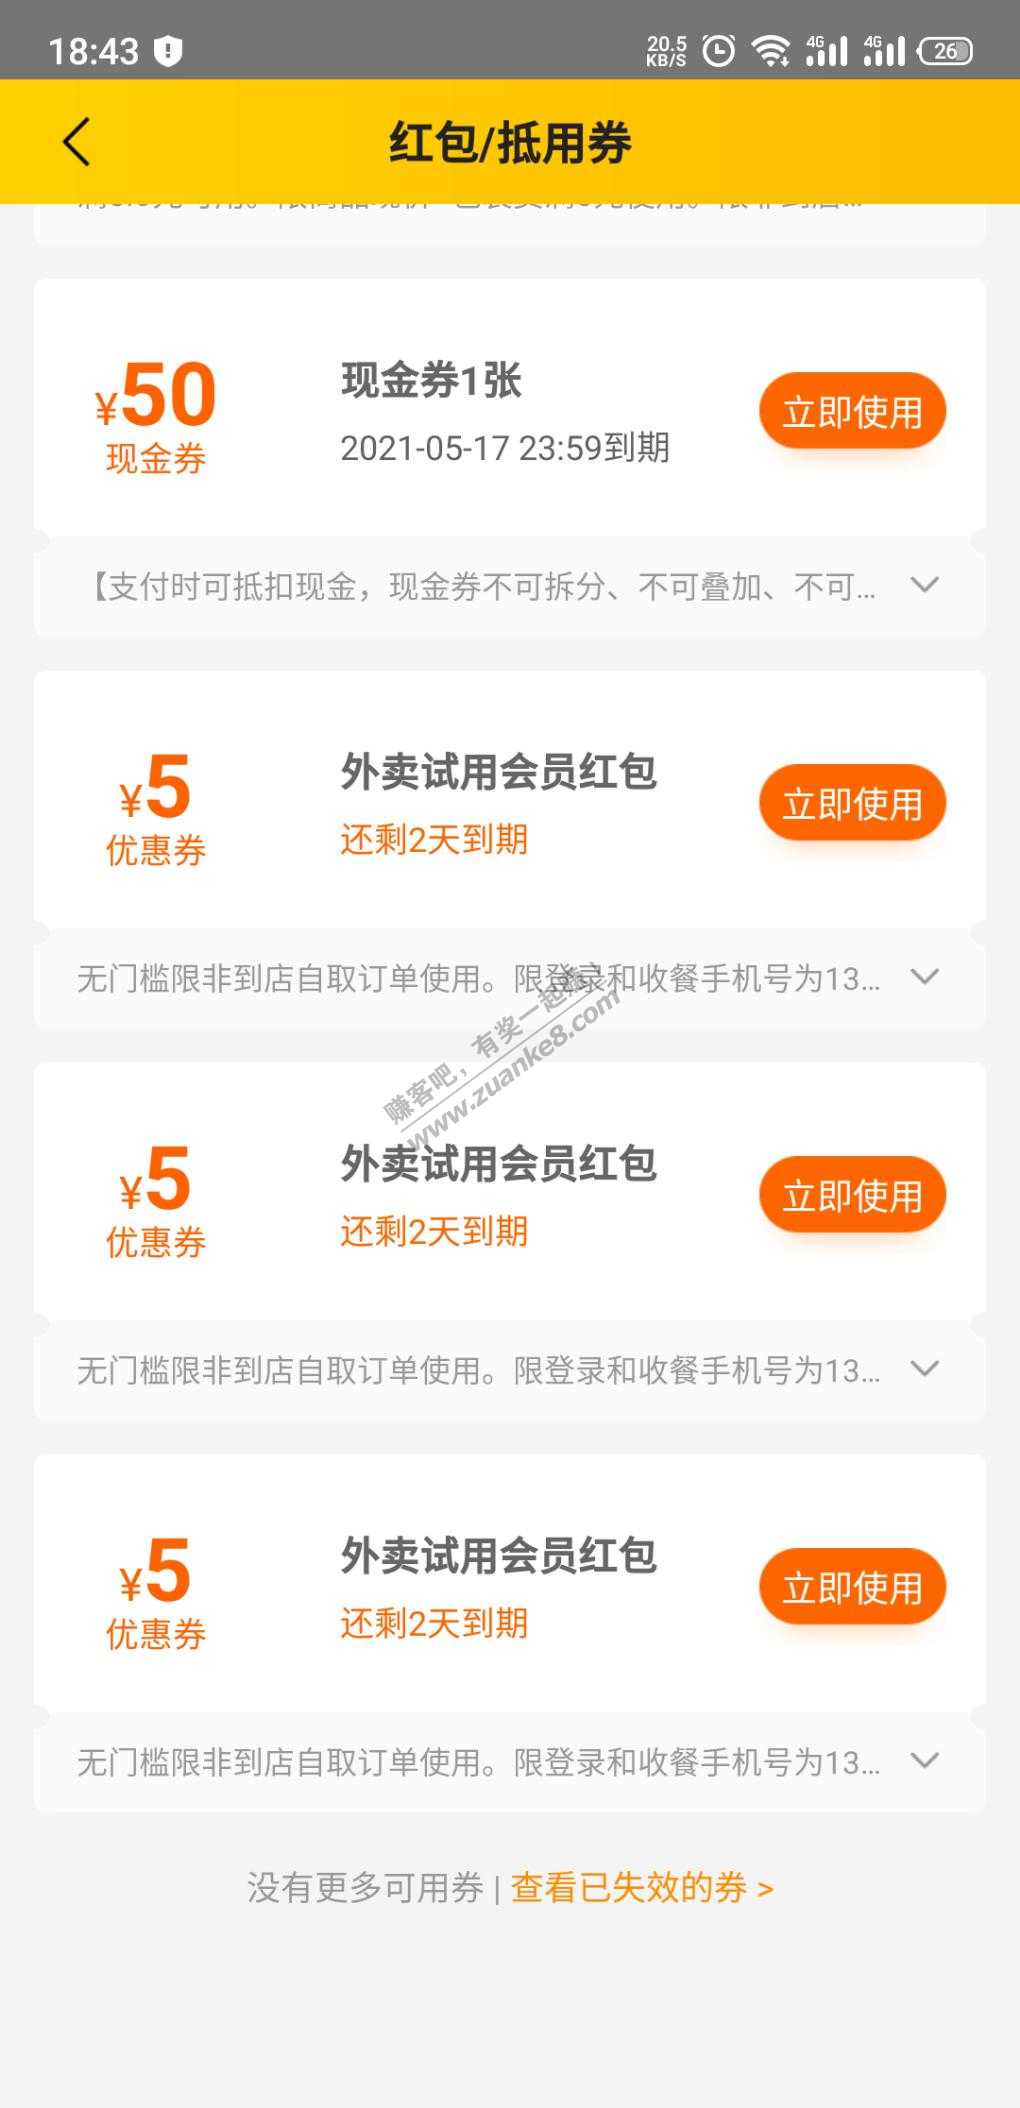 18:43
20.5 KB/S 4G 4G 26
红包/抵用券
¥50
现金券
现金券1张
2021-05-17 23:59到期
立即使用
【支付时可抵扣现金，现金券不可拆分、不可叠加、不可...
¥5
优惠券
外卖试用会员红包
还剩2天到期
立即使用
无门槛限非到店自取订单使用。限登录和收餐手机号为13...
赚客吧，有奖一起赚！
www.zuanke8.com
¥5
优惠券
外卖试用会员红包
还剩2天到期
立即使用
无门槛限非到店自取订单使用。限登录和收餐手机号为13...
¥5
优惠券
外卖试用会员红包
还剩2天到期
立即使用
无门槛限非到店自取订单使用。限登录和收餐手机号为13...
没有更多可用券 | 查看已失效的券 >